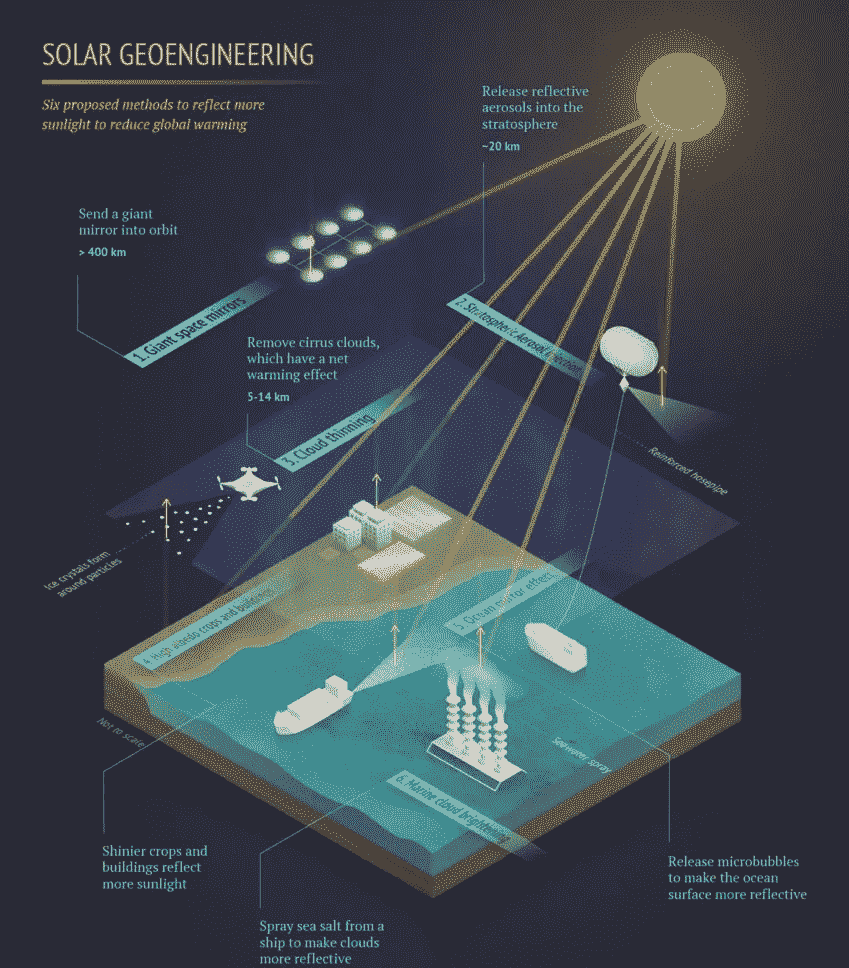 SOLAR GEOENGINEERING
Six proposed methods to reflect more
sunlight to reduce global warming
Release reflective
aerosols into the
stratosphere
~20 km
Send a giant
mirror into orbit
> 400 km
1. Giant space mirrors
2. Stratospheric Aerosol Injection
Remove cirrus clouds,
which have a net
warming effect
5-14 km
3. Cloud thinning
Reinforced hosepipe
Ice crystals form
around particles
4. High albedo crops and buildings
5. Ocean mirror effect
Not to scale
Seawater spray
6. Marine cloud brightening
Shinier crops and
buildings reflect
more sunlight
Release microbubbles
to make the ocean
surface more reflective
Spray sea salt from a
ship to make clouds
more reflective